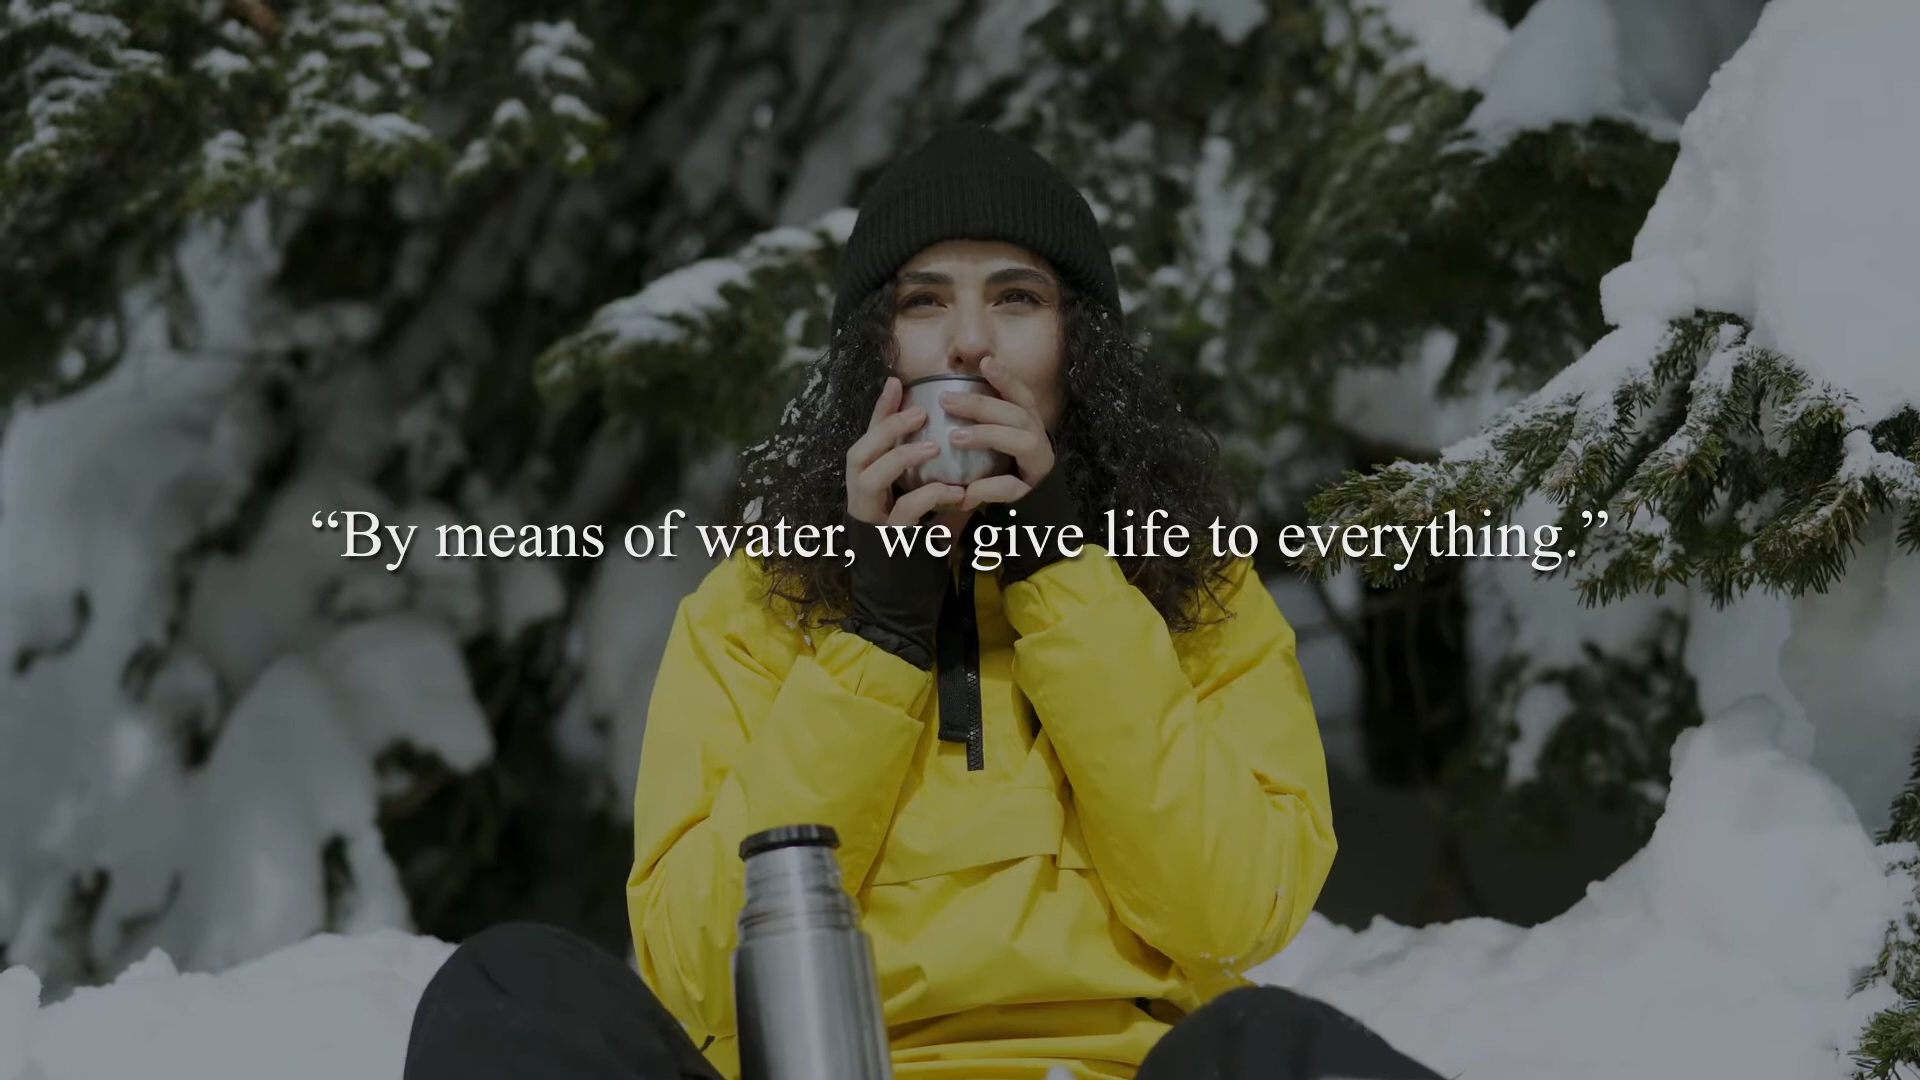 “By means of water, we give life to everything.”